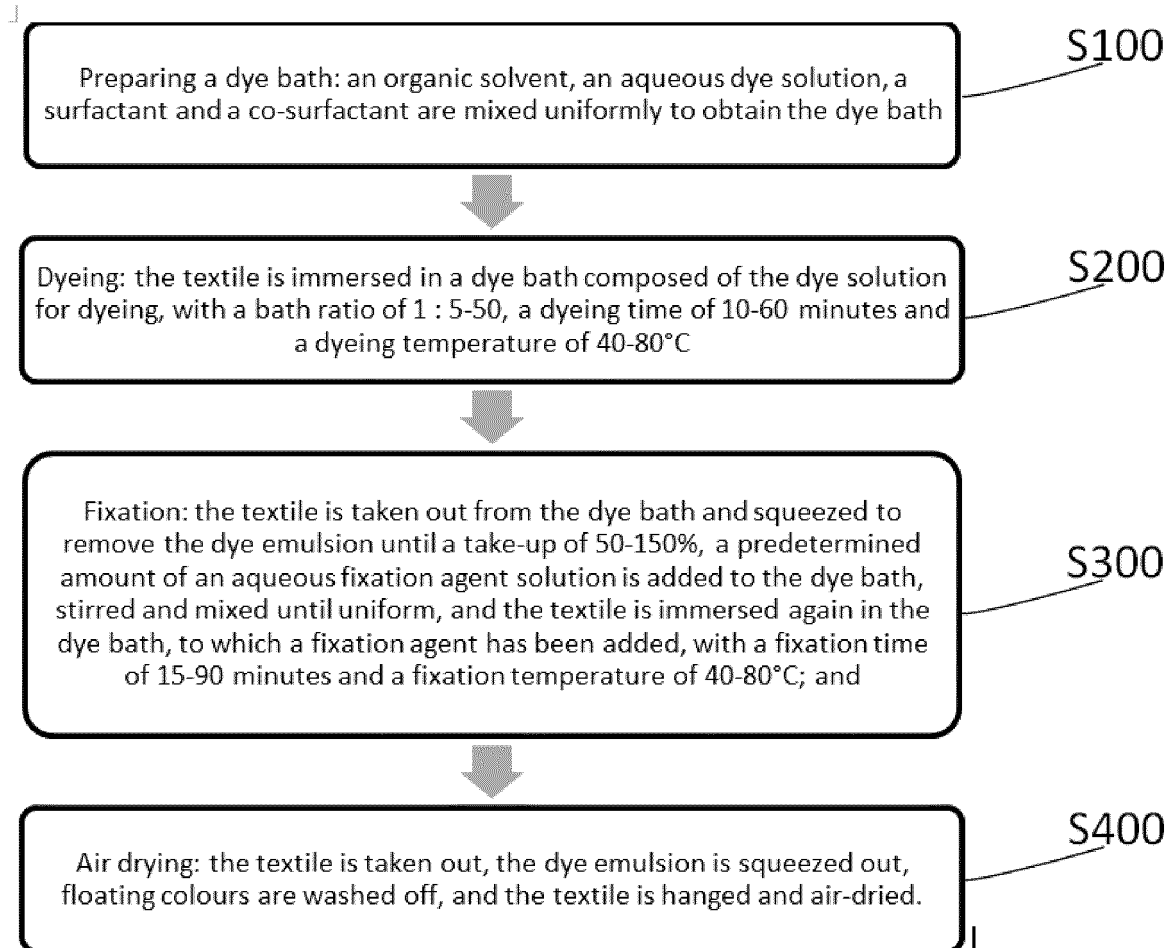 S100
Preparing a dye bath: an organic solvent, an aqueous dye solution, a
surfactant and a co-surfactant are mixed uniformly to obtain the dye bath
S200
Dyeing: the textile is immersed in a dye bath composed of the dye solution
for dyeing, with a bath ratio of 1 : 5-50, a dyeing time of 10-60 minutes and
a dyeing temperature of 40-80°C
S300
Fixation: the textile is taken out from the dye bath and squeezed to
remove the dye emulsion until a take-up of 50-150%, a predetermined
amount of an aqueous fixation agent solution is added to the dye bath,
stirred and mixed until uniform, and the textile is immersed again in the
dye bath, to which a fixation agent has been added, with a fixation time
of 15-90 minutes and a fixation temperature of 40-80°C; and
S400
Air drying: the textile is taken out, the dye emulsion is squeezed out,
floating colours are washed off, and the textile is hanged and air-dried.